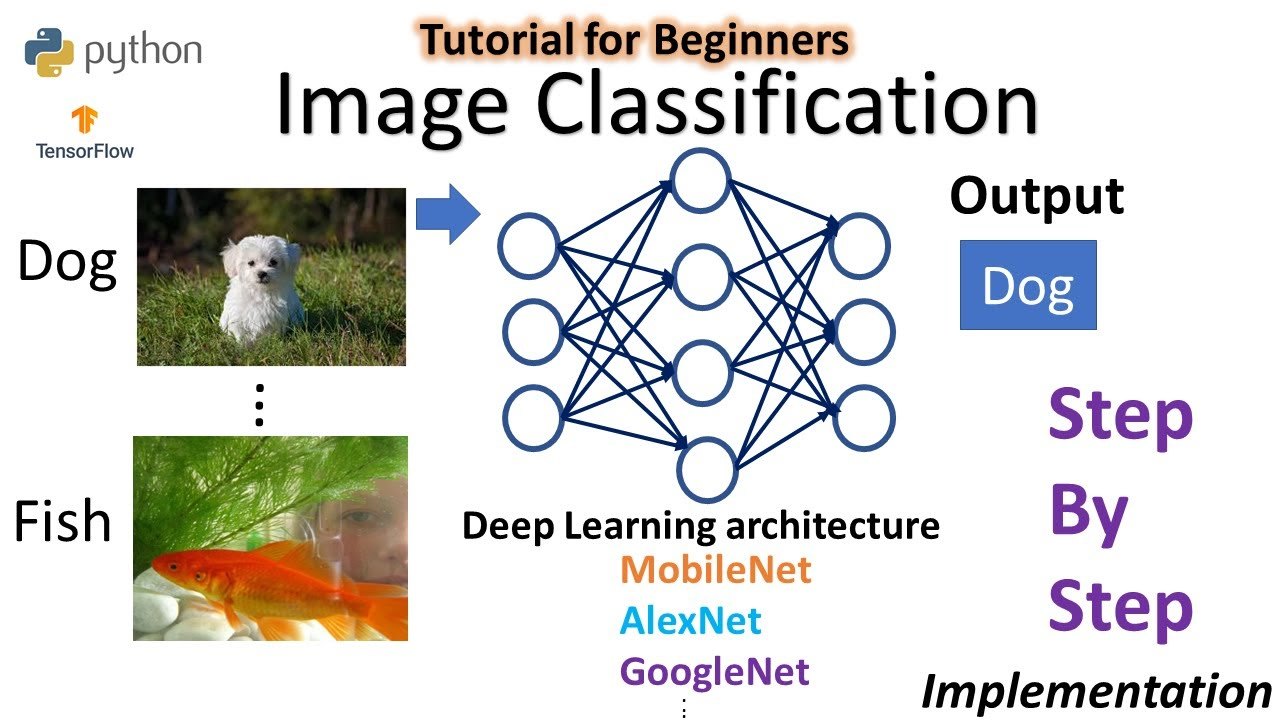 python
TensorFlow
Tutorial for Beginners
Image Classification
Dog
Fish
Deep Learning architecture
MobileNet
AlexNet
GoogleNet
Output
Dog
Step
By
Step
Implementation